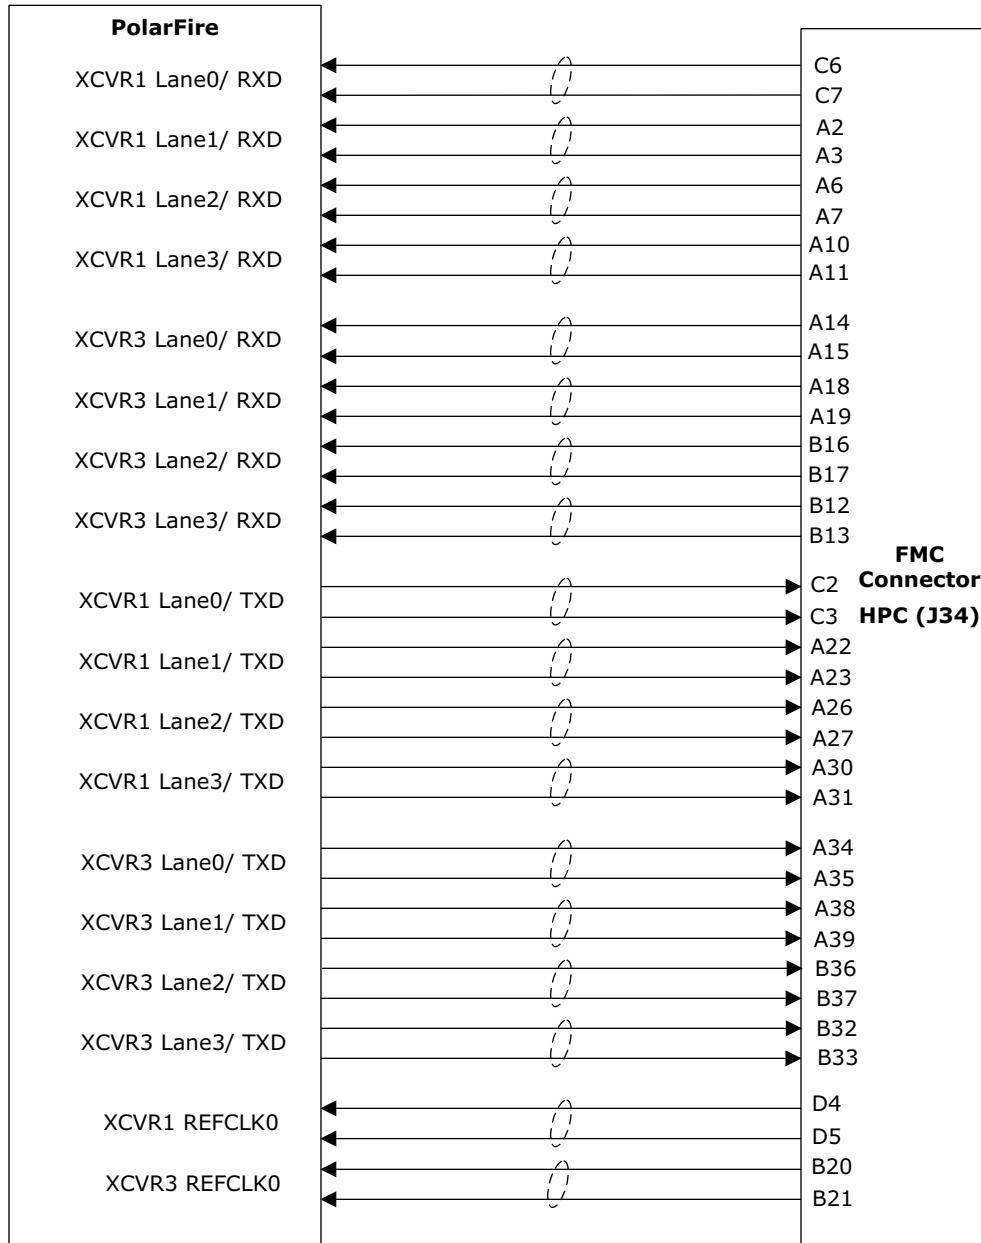 PolarFire
XCVR1 Lane0/ RXD
C6
C7
XCVR1 Lane1/ RXD
A2
A3
XCVR1 Lane2/ RXD
A6
A7
XCVR1 Lane3/ RXD
A10
A11
XCVR3 Lane0/ RXD
A14
A15
XCVR3 Lane1/ RXD
A18
A19
XCVR3 Lane2/ RXD
B16
B17
XCVR3 Lane3/ RXD
B12
B13
FMC
Connector
HPC (J34)
XCVR1 Lane0/ TXD
C2
C3
XCVR1 Lane1/ TXD
A22
A23
XCVR1 Lane2/ TXD
A26
A27
XCVR1 Lane3/ TXD
A30
A31
XCVR3 Lane0/ TXD
A34
A35
XCVR3 Lane1/ TXD
A38
A39
XCVR3 Lane2/ TXD
B36
B37
XCVR3 Lane3/ TXD
B32
B33
XCVR1 REFCLK0
D4
D5
XCVR3 REFCLK0
B20
B21